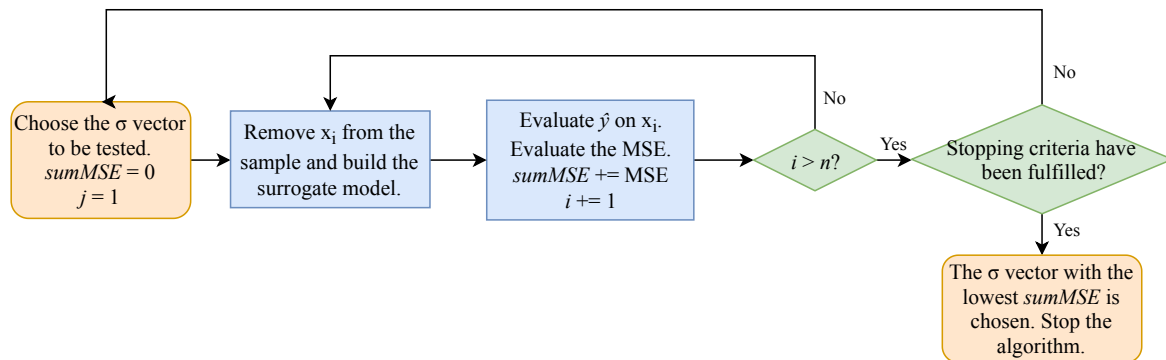 Choose the σ vector
to be tested.
sumMSE = 0
j = 1
Remove xᵢ from the
sample and build the
surrogate model.
Evaluate ŷ on xᵢ.
Evaluate the MSE.
sumMSE += MSE
i += 1
i > n?
No
Yes
Stopping criteria have
been fulfilled?
No
Yes
The σ vector with the
lowest sumMSE is
chosen. Stop the
algorithm.